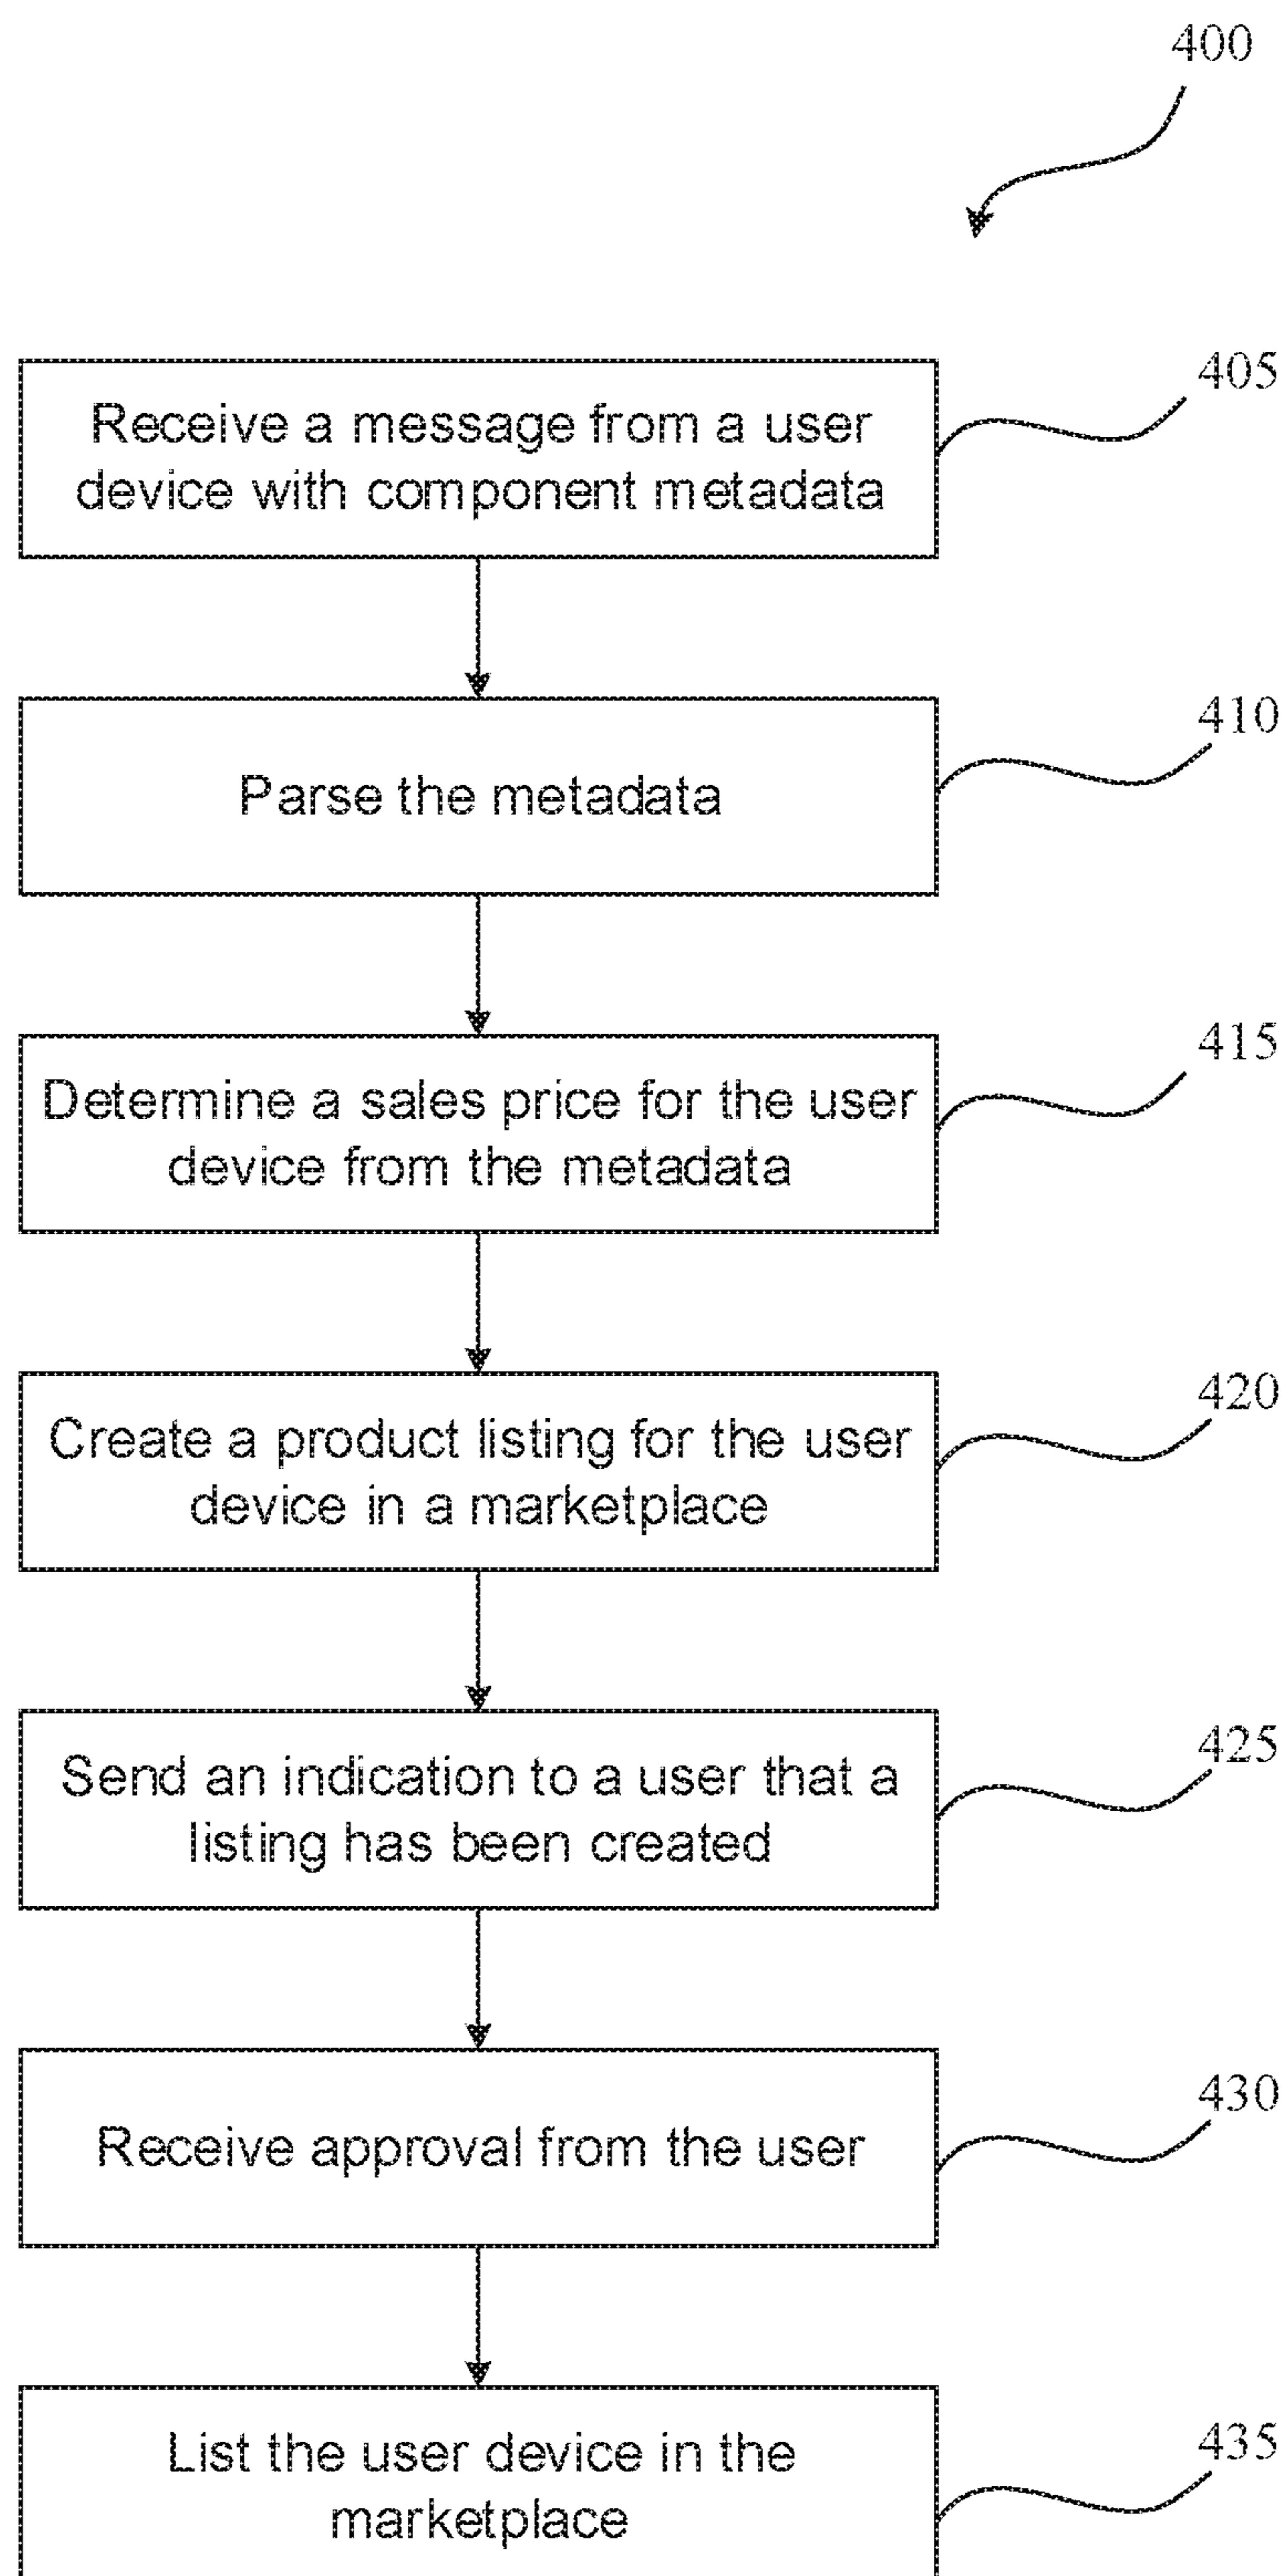 400
Receive a message from a user
device with component metadata
405
Parse the metadata
410
Determine a sales price for the user
device from the metadata
415
Create a product listing for the user
device in a marketplace
420
Send an indication to a user that a
listing has been created
425
Receive approval from the user
430
List the user device in the
marketplace
435